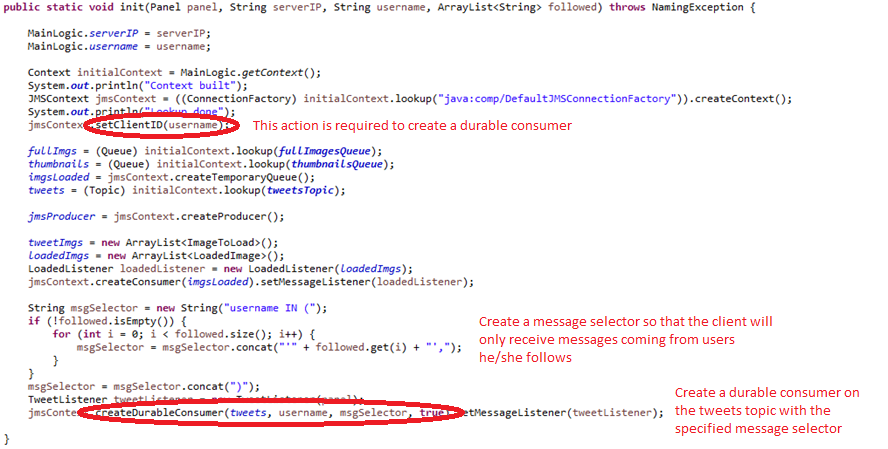 public static void init(Panel panel, String serverIP, String username, ArrayList<String> followed) throws NamingException {
MainLogic.serverIP = serverIP;
MainLogic.username = username;
Context initialContext = MainLogic.getContext();
System.out.println("Context built");
JMSContext jmsContext = ((ConnectionFactory) initialContext.lookup("java:comp/DefaultJMSConnectionFactory")).createContext();
System.out.println("Lookup done");
jmsContext.setClientID(username);
This action is required to create a durable consumer
fullImgs = (Queue) initialContext.lookup(fullImagesQueue);
thumbnails = (Queue) initialContext.lookup(thumbnailsQueue);
imgsLoaded = jmsContext.createTemporaryQueue();
tweets = (Topic) initialContext.lookup(tweetsTopic);
jmsProducer = jmsContext.createProducer();
tweetImgs = new ArrayList<ImageToLoad>();
loadedImgs = new ArrayList<LoadedImage>();
LoadedListener loadedListener = new LoadedListener(loadedImgs);
jmsContext.createConsumer(imgsLoaded).setMessageListener(loadedListener);
String msgSelector = new String("username IN (");
if (!followed.isEmpty()) {
for (int i = 0; i < followed.size(); i++) {
msgSelector = msgSelector.concat("'" + followed.get(i) + "',");
}
}
Create a message selector so that the client will
only receive messages coming from users
he/she follows
msgSelector = msgSelector.concat(")");
TweetListener tweetListener = new TweetListener(panel);
jmsContext.createDurableConsumer(tweets, username, msgSelector, true).setMessageListener(tweetListener);
Create a durable consumer on
the tweets topic with the
specified message selector
}